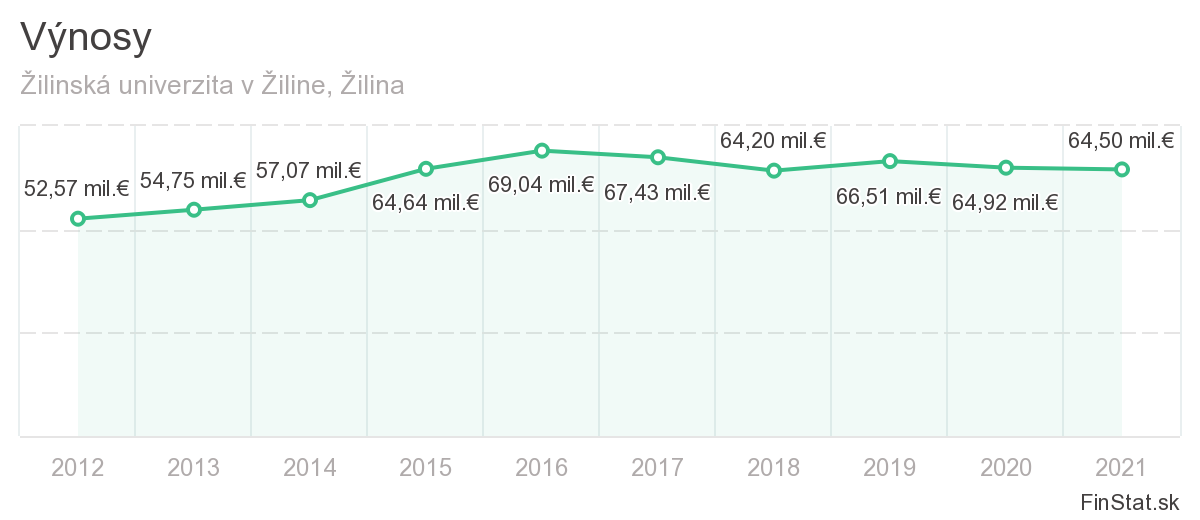 Výnosy
Žilinská univerzita v Žiline, Žilina
52,57 mil.€
54,75 mil.€
57,07 mil.€
64,64 mil.€
69,04 mil.€
67,43 mil.€
64,20 mil.€
66,51 mil.€
64,92 mil.€
64,50 mil.€
2012 2013 2014 2015 2016 2017 2018 2019 2020 2021
FinStat.sk